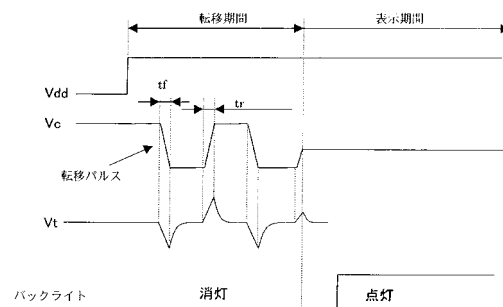 転移期間 表示期間
Vdd
tf
tr
Vc
転移パルス
Vt
バックライト 消灯 点灯